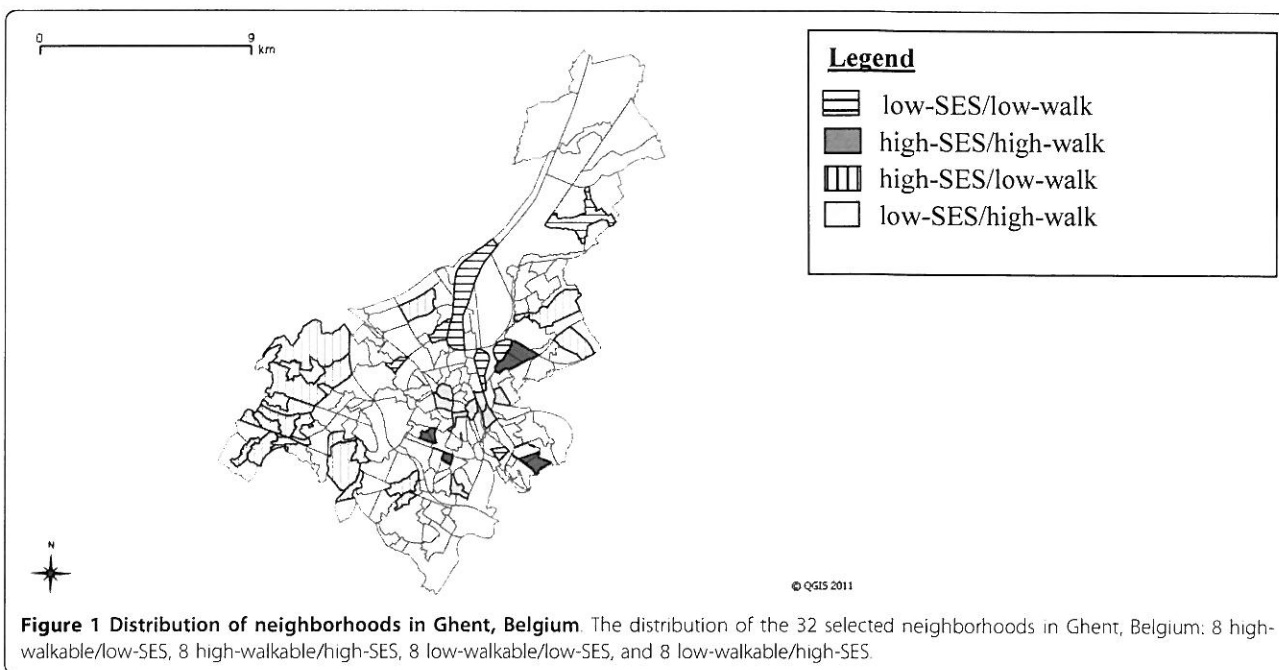 0 9
km
Legend
low-SES/low-walk
high-SES/high-walk
high-SES/low-walk
low-SES/high-walk
N
© QGIS 2011
Figure 1 Distribution of neighborhoods in Ghent, Belgium. The distribution of the 32 selected neighborhoods in Ghent, Belgium: 8 high-
walkable/low-SES, 8 high-walkable/high-SES, 8 low-walkable/low-SES, and 8 low-walkable/high-SES.